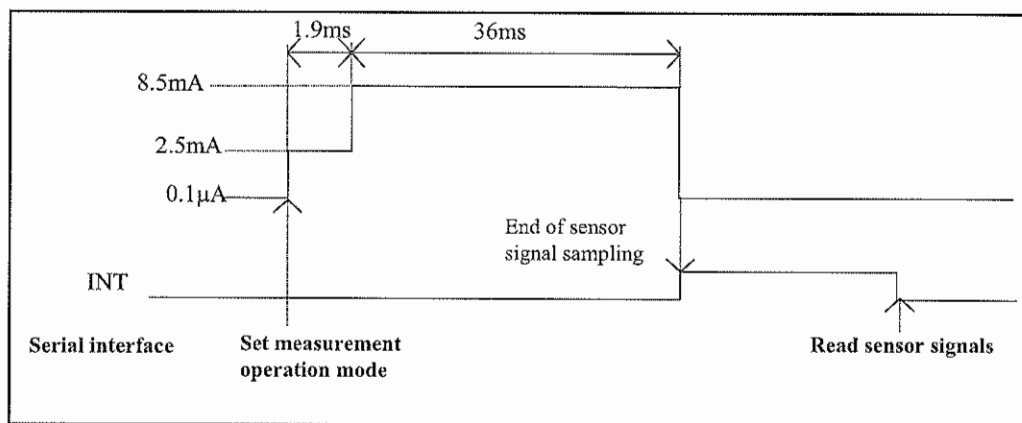 1.9ms 36ms
8.5mA
2.5mA
0.1µA
End of sensor
signal sampling
INT
Serial interface Set measurement Read sensor signals
operation mode